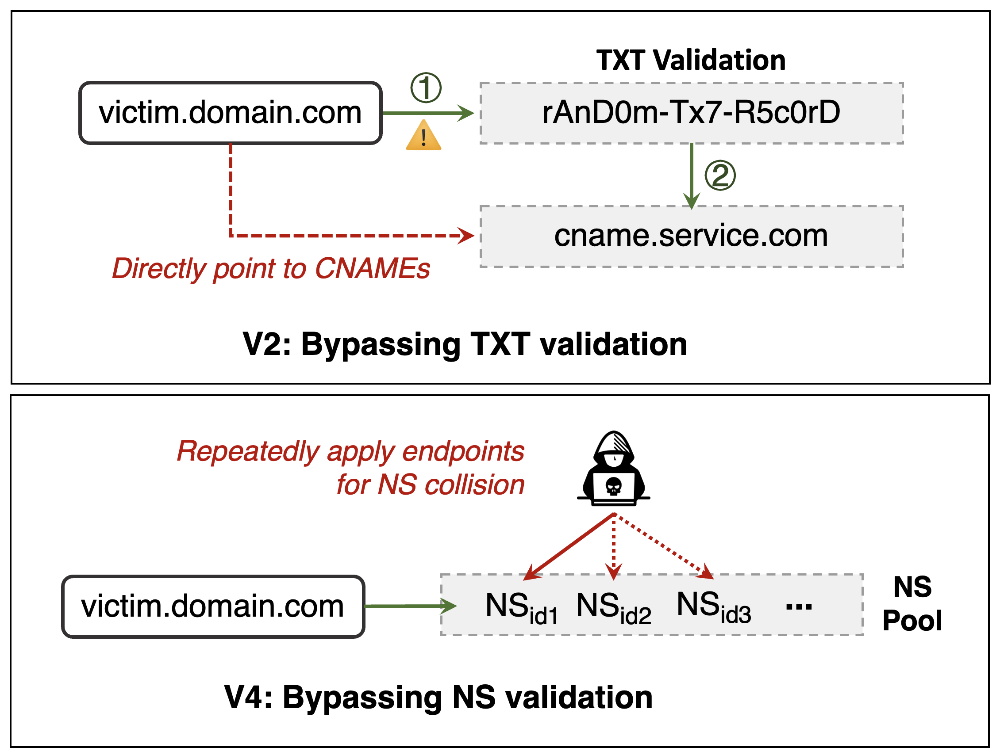 TXT Validation
①
victim.domain.com
rAnD0m-Tx7-R5c0rD
!
②
cname.service.com
Directly point to CNAMEs
V2: Bypassing TXT validation
Repeatedly apply endpoints
for NS collision
victim.domain.com
NSid1 NSid2 NSid3 ...
NS
Pool
V4: Bypassing NS validation